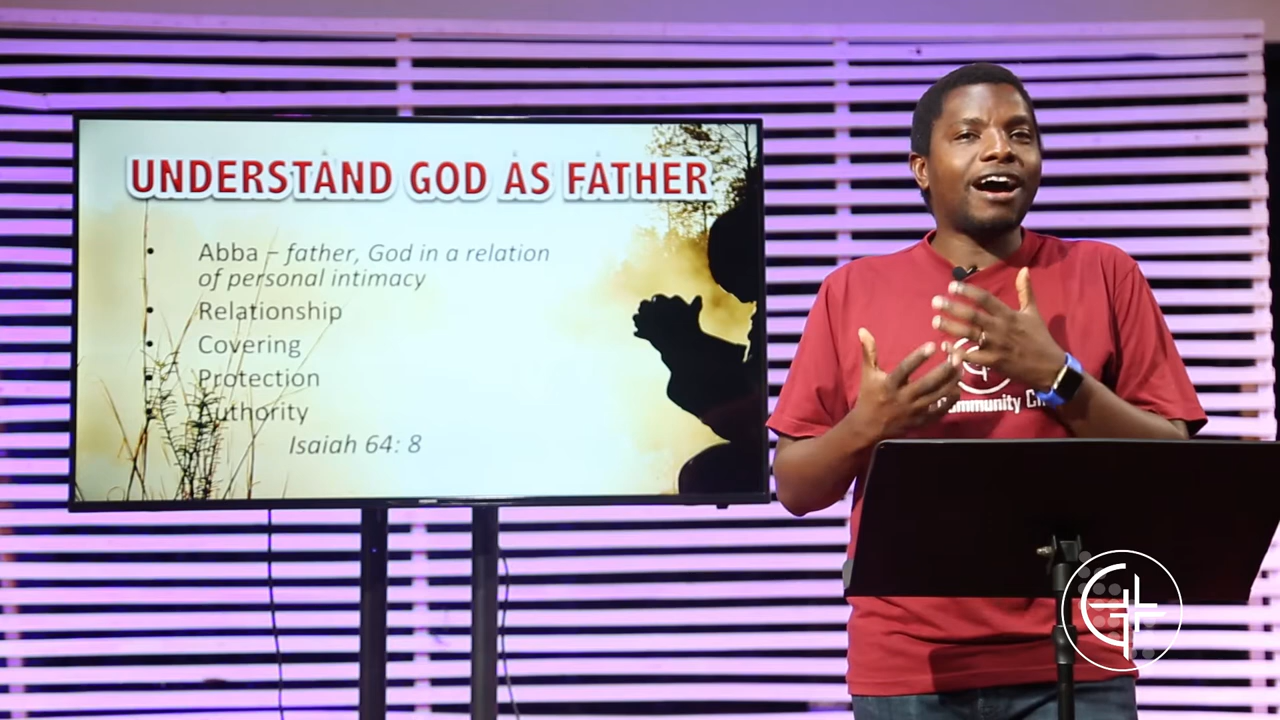 UNDERSTAND GOD AS FATHER
• Abba – father, God in a relation
of personal intimacy
• Relationship
• Covering
• Protection
• Authority
Isaiah 64: 8